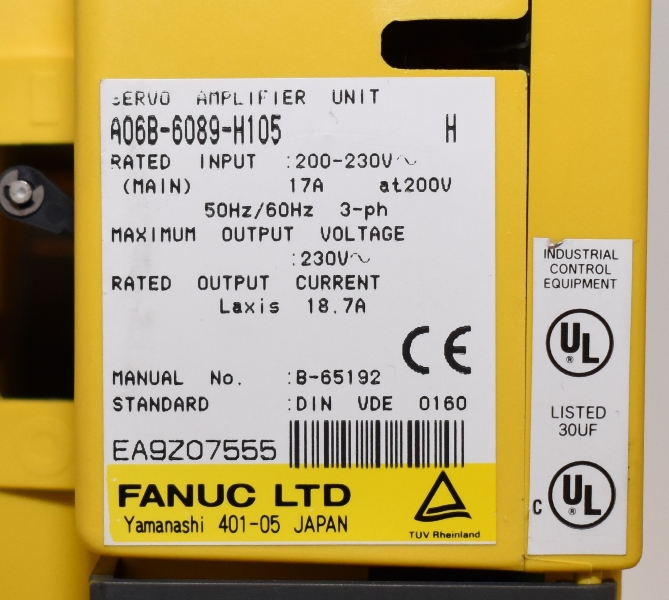 SERVO AMPLIFIER UNIT
A06B-6089-H105 H
RATED INPUT :200-230V~
(MAIN) 17A at200V
50Hz/60Hz 3-ph
MAXIMUM OUTPUT VOLTAGE
:230V~
RATED OUTPUT CURRENT
Laxis 18.7A
CE
MANUAL No. :B-65192
STANDARD :DIN VDE 0160
EA9Z07555
FANUC LTD
Yamanashi 401-05 JAPAN
TUV Rheinland
INDUSTRIAL
CONTROL
EQUIPMENT
UL
®
LISTED
30UF
C UL
®